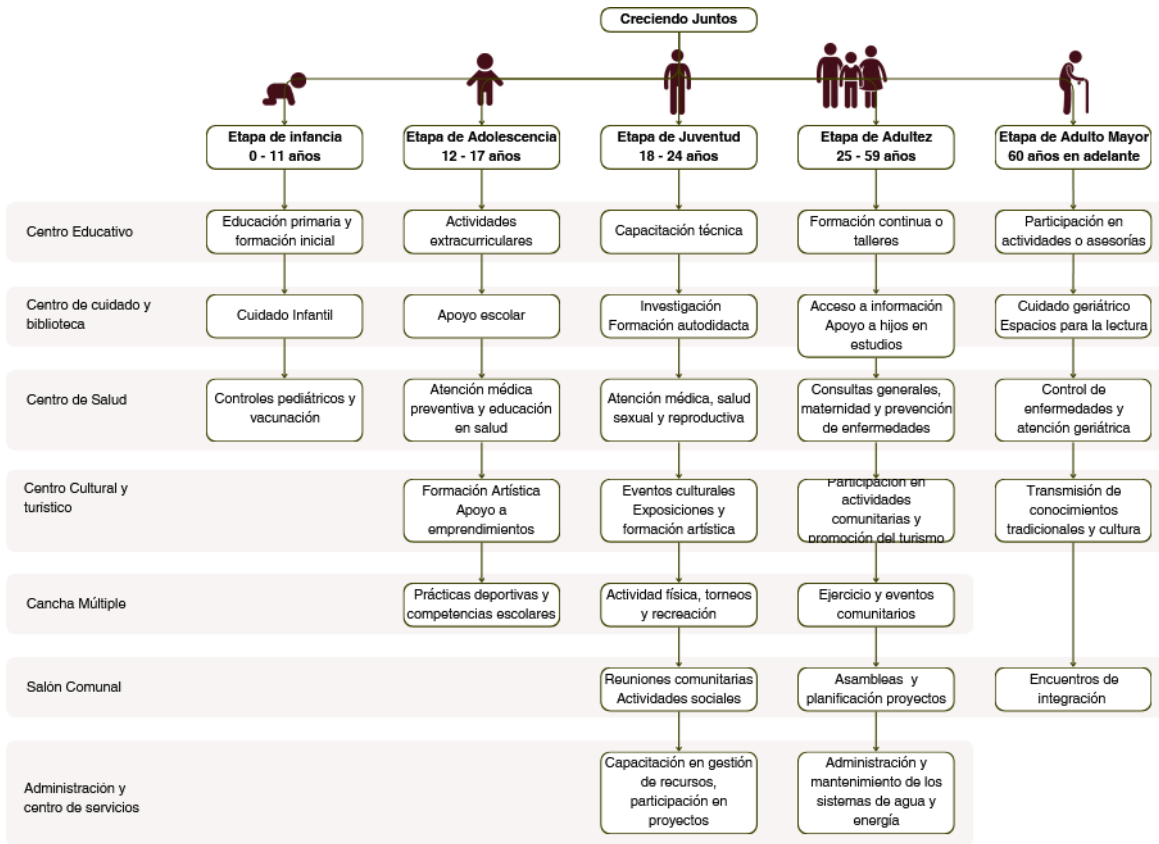 Creciendo Juntos
Etapa de infancia
0 - 11 años
Etapa de Adolescencia
12 - 17 años
Etapa de Juventud
18 - 24 años
Etapa de Adultez
25 - 59 años
Etapa de Adulto Mayor
60 años en adelante
Centro Educativo
Educación primaria y
formación inicial
Actividades
extracurriculares
Capacitación técnica
Formación continua o
talleres
Participación en
actividades o asesorías
Centro de cuidado y
biblioteca
Cuidado Infantil
Apoyo escolar
Investigación
Formación autodidacta
Acceso a información
Apoyo a hijos en
estudios
Cuidado geriátrico
Espacios para la lectura
Centro de Salud
Controles pediátricos y
vacunación
Atención médica
preventiva y educación
en salud
Atención médica, salud
sexual y reproductiva
Consultas generales,
maternidad y prevención
de enfermedades
Control de
enfermedades y
atención geriátrica
Centro Cultural y
turístico
Formación Artística
Apoyo a
emprendimientos
Eventos culturales
Exposiciones y
formación artística
Participación en
actividades
comunitarias y
promoción del turismo
Transmisión de
conocimientos
tradicionales y cultura
Cancha Múltiple
Prácticas deportivas y
competencias escolares
Actividad física, torneos
y recreación
Ejercicio y eventos
comunitarios
Salón Comunal
Reuniones comunitarias
Actividades sociales
Asambleas y
planificación proyectos
Encuentros de
integración
Administración y
centro de servicios
Capacitación en gestión
de recursos,
participación en
proyectos
Administración y
mantenimiento de los
sistemas de agua y
energía